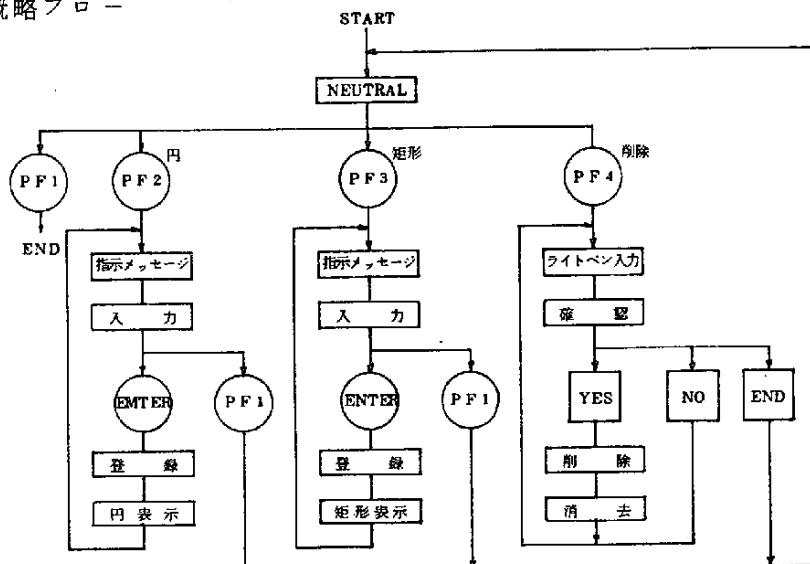 概略フロー
START
NEUTRAL
PF1
PF2
円
PF3
矩形
PF4
削除
END
指示メッセージ
指示メッセージ
ライトペン入力
入力
入力
確認
EMTER
PF1
ENTER
PF1
YES
NO
END
登録
登録
削除
円表示
矩形表示
消去